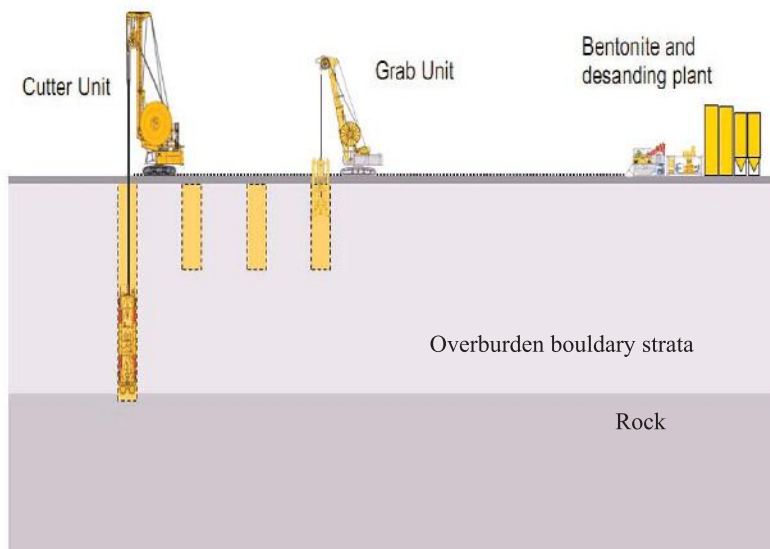 Cutter Unit
Grab Unit
Bentonite and
desanding plant
Overburden bouldary strata
Rock